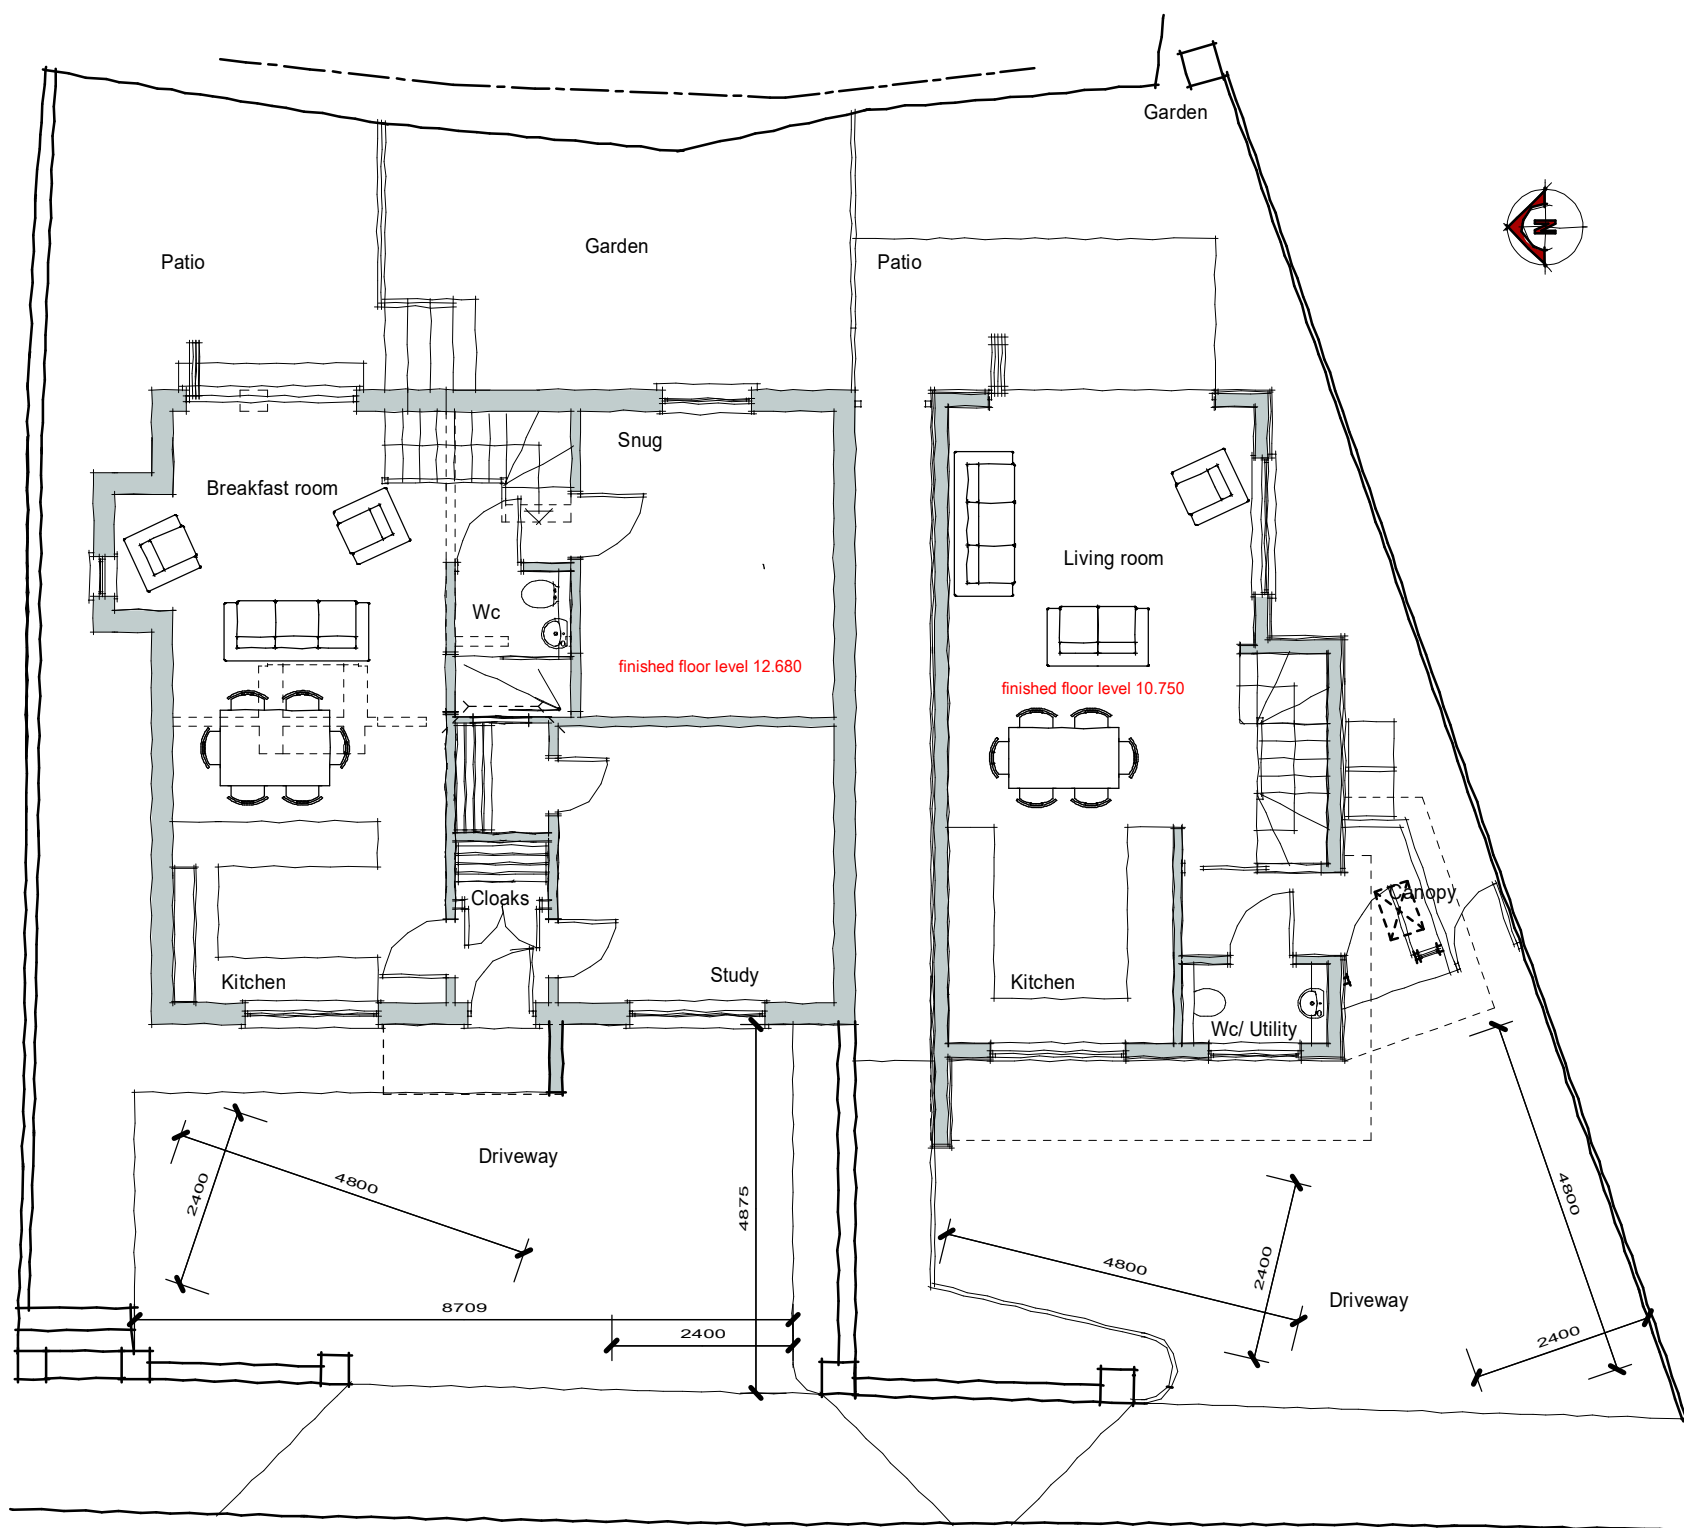 Garden
N
Garden
Patio
Patio
Snug
Breakfast room
Living room
Wc
finished floor level 12.680
finished floor level 10.750
Cloaks
Canopy
Kitchen
Study
Kitchen
Wc/ Utility
Driveway
4800
2400
4875
4800
2400
4800
Driveway
8709
2400
2400